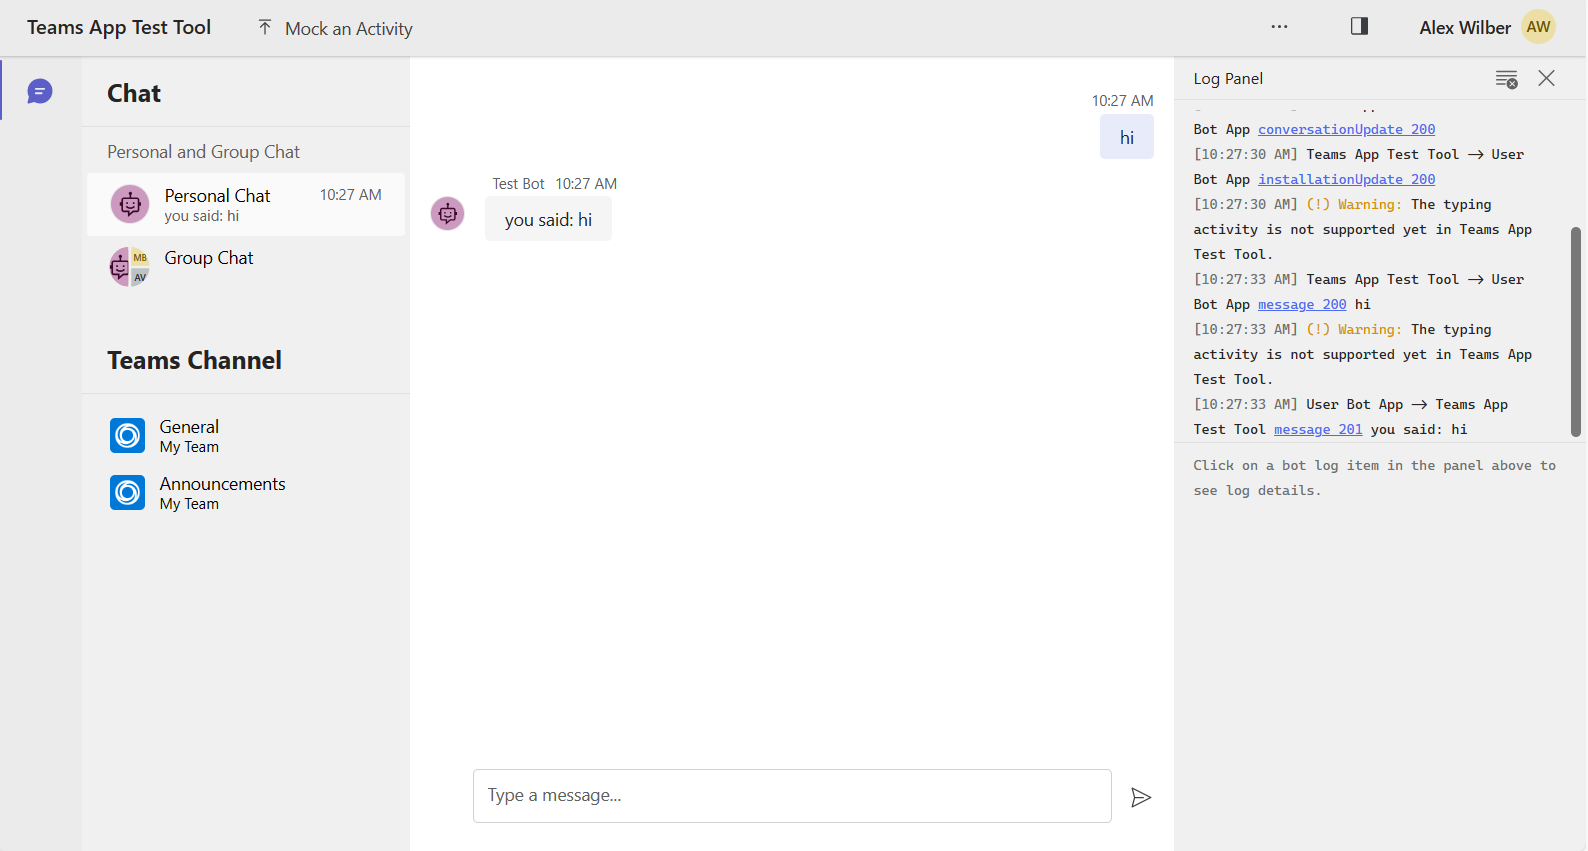 Teams App Test Tool
Mock an Activity
Alex Wilber
AW
Chat
Personal and Group Chat
Personal Chat
10:27 AM
you said: hi
MB
AV
Group Chat
Teams Channel
General
My Team
Announcements
My Team
10:27 AM
hi
Test Bot 10:27 AM
you said: hi
Type a message...
Log Panel
Bot App conversationUpdate 200
[10:27:30 AM] Teams App Test Tool → User
Bot App installationUpdate 200
[10:27:30 AM] (!) Warning: The typing
activity is not supported yet in Teams App
Test Tool.
[10:27:33 AM] Teams App Test Tool → User
Bot App message 200 hi
[10:27:33 AM] (!) Warning: The typing
activity is not supported yet in Teams App
Test Tool.
[10:27:33 AM] User Bot App → Teams App
Test Tool message 201 you said: hi
Click on a bot log item in the panel above to
see log details.